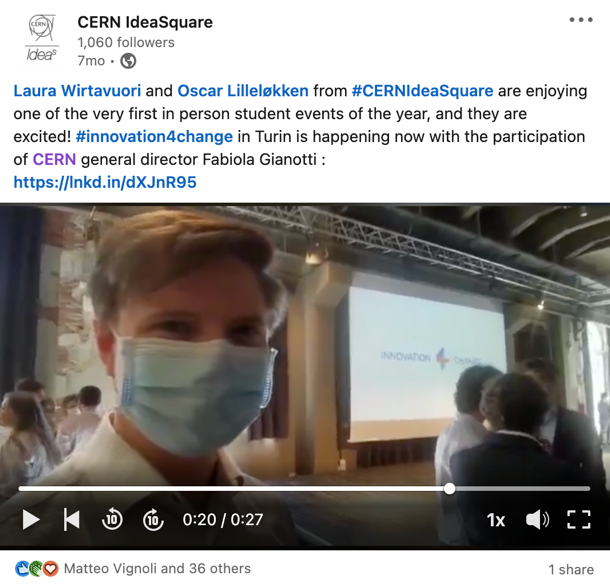 CERN
Ideas
CERN IdeaSquare
1,060 followers
7mo •
Laura Wirtavuori and Oscar Lilleløkken from #CERNIdeaSquare are enjoying
one of the very first in person student events of the year, and they are
excited! #innovation4change in Turin is happening now with the participation
of CERN general director Fabiola Gianotti :
https://lnkd.in/dXJnR95
INNOVATION 4 CHANGE
10
10
0:20 / 0:27
1x
Matteo Vignoli and 36 others
1 share